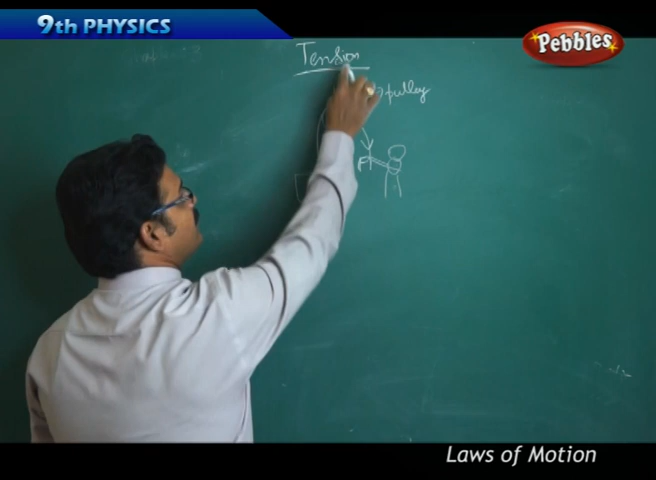 9th PHYSICS
Pebbles
Tension
pulley
Laws of Motion